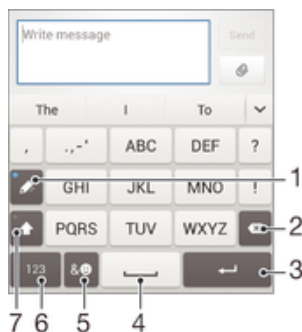 Write message
Send
The I To
, .,-' ABC DEF ?
GHI JKL MNO ! 1
PQRS TUV WXYZ 2
123 & 3
7 6 5 4